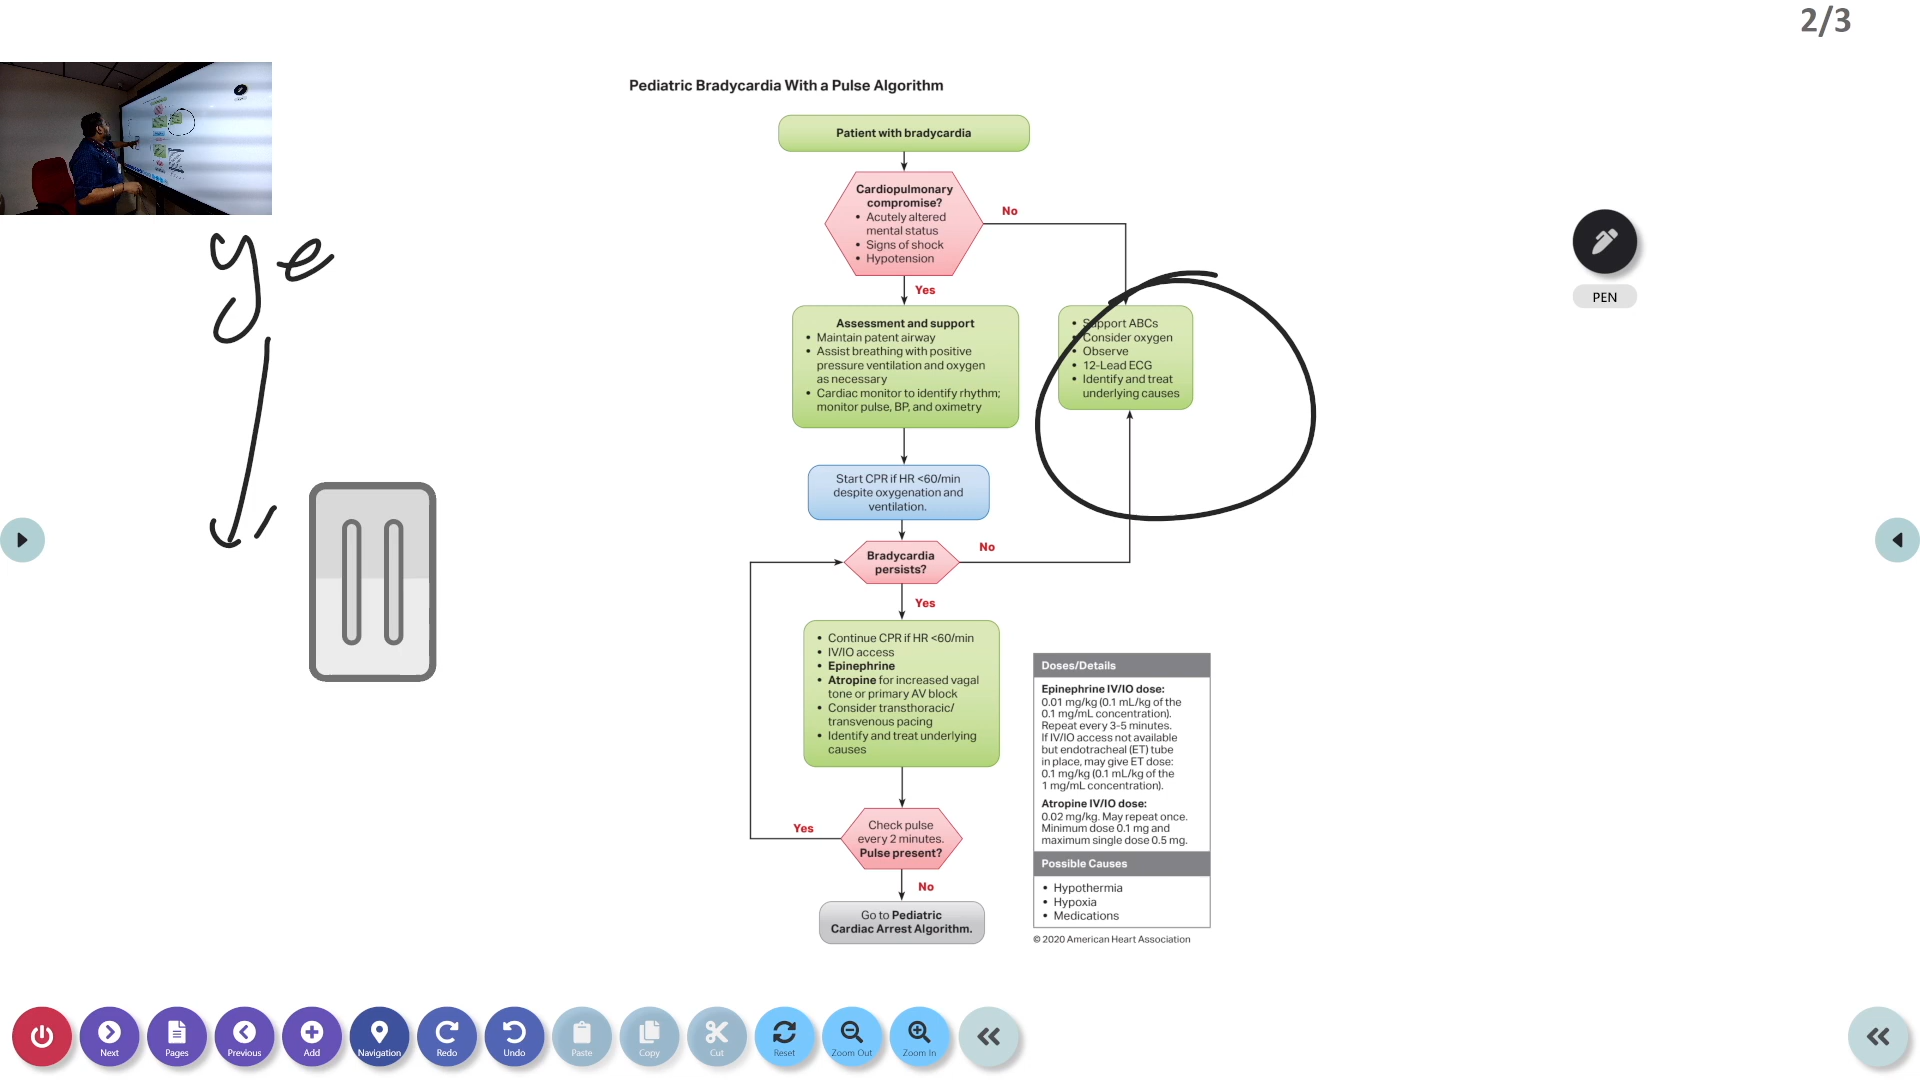 2/3
Pediatric Bradycardia With a Pulse Algorithm
Patient with bradycardia
Cardiopulmonary
compromise?
• Acutely altered
mental status
• Signs of shock
• Hypotension
No
Yes
ye
Assessment and support
• Maintain patent airway
• Assist breathing with positive
pressure ventilation and oxygen
as necessary
• Cardiac monitor to identify rhythm;
monitor pulse, BP, and oximetry
• Support ABCs
• Consider oxygen
• Observe
• 12-Lead ECG
• Identify and treat
underlying causes
PEN
Start CPR if HR <60/min
despite oxygenation and
ventilation.
Bradycardia
persists?
No
Yes
• Continue CPR if HR <60/min
• IV/IO access
• Epinephrine
• Atropine for increased vagal
tone or primary AV block
• Consider transthoracic/
transvenous pacing
• Identify and treat underlying
causes
Check pulse
every 2 minutes.
Pulse present?
Yes
No
Go to Pediatric
Cardiac Arrest Algorithm.
Doses/Details
Epinephrine IV/IO dose:
0.01 mg/kg (0.1 mL/kg of the
0.1 mg/mL concentration).
Repeat every 3-5 minutes.
If IV/IO access not available
but endotracheal (ET) tube
in place, may give ET dose:
0.1 mg/kg (0.1 mL/kg of the
1 mg/mL concentration).
Atropine IV/IO dose:
0.02 mg/kg. May repeat once.
Minimum dose 0.1 mg and
maximum single dose 0.5 mg.
Possible Causes
• Hypothermia
• Hypoxia
• Medications
© 2020 American Heart Association
Next
Pages
Previous
Add
Navigation
Redo
Undo
Paste
Copy
Cut
Reset
Zoom Out
Zoom In